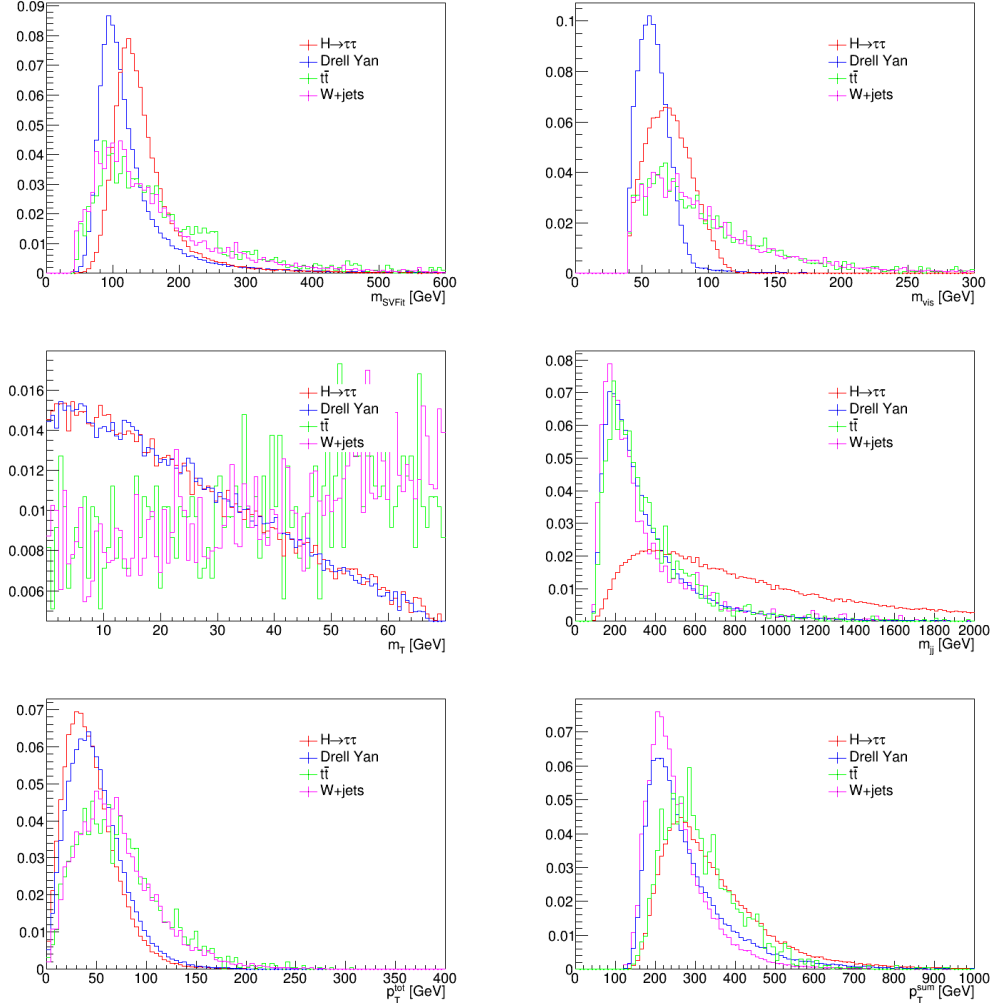 0.09
0.08
0.07
0.06
0.05
0.04
0.03
0.02
0.01
0
H→ττ
Drell Yan
tt̄
W+jets
0 100 200 300 400 500 600
m_SVFit [GeV]
0.1
0.08
0.06
0.04
0.02
0
H→ττ
Drell Yan
tt̄
W+jets
50 100 150 200 250 300
m_vis [GeV]
0.016
0.014
0.012
0.01
0.008
0.006
H→ττ
Drell Yan
tt̄
W+jets
10 20 30 40 50 60
m_T [GeV]
0.08
0.07
0.06
0.05
0.04
0.03
0.02
0.01
0
H→ττ
Drell Yan
tt̄
W+jets
0 200 400 600 800 1000 1200 1400 1600 1800 2000
m_jj [GeV]
0.07
0.06
0.05
0.04
0.03
0.02
0.01
0
H→ττ
Drell Yan
tt̄
W+jets
0 50 100 150 200 250 300 350 400
p_T^tot [GeV]
0.07
0.06
0.05
0.04
0.03
0.02
0.01
0
H→ττ
Drell Yan
tt̄
W+jets
0 100 200 300 400 500 600 700 800 900 1000
p_T^sum [GeV]